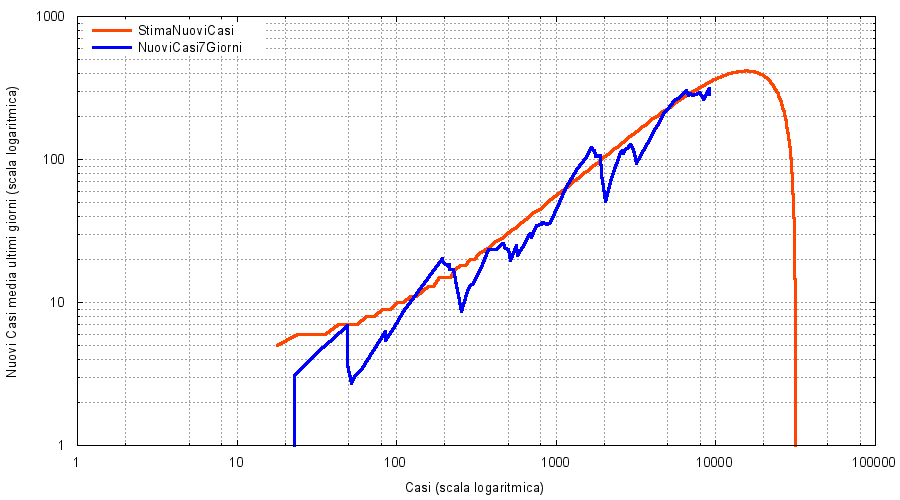 1000
StimaNuoviCasi
NuoviCasi7Giorni
100
10
1
1
10
100
1000
10000
100000
Nuovi Casi media ultimi giorni (scala logaritmica)
Casi (scala logaritmica)